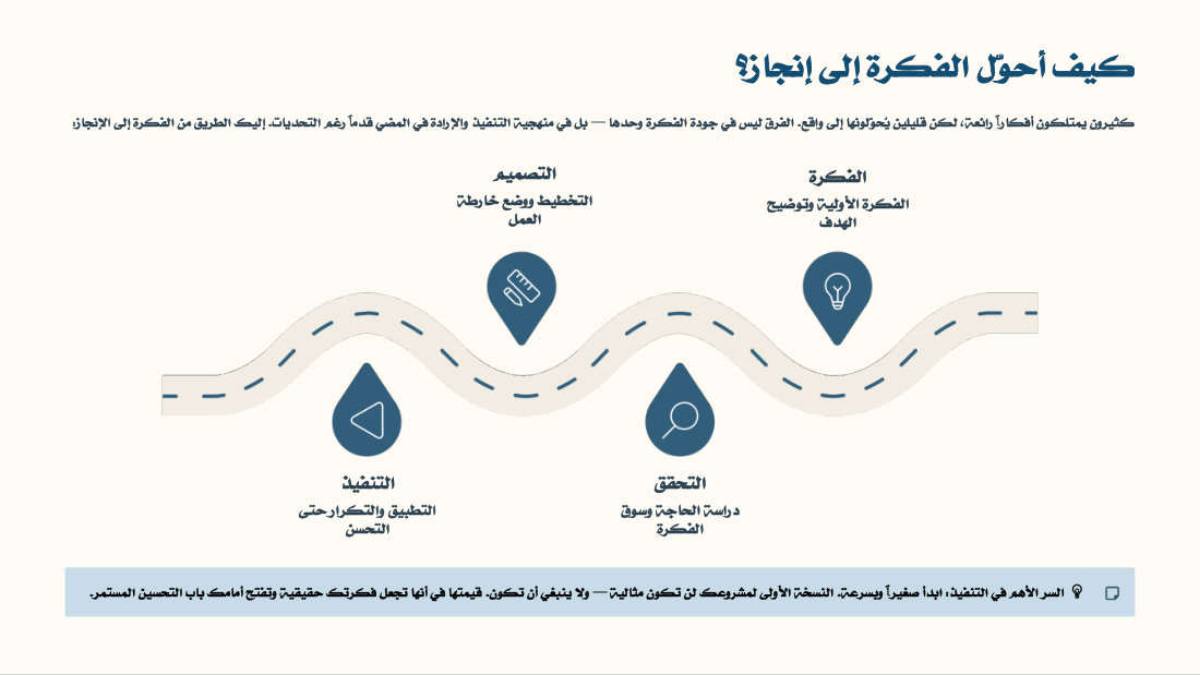 كيف أحوّل الفكرة إلى إنجاز؟
كثيرون يمتلكون أفكاراً رائعة، لكن قليلين يُحوّلونها إلى واقع. الفرق ليس في جودة الفكرة وحدها — بل في منهجية التنفيذ والإرادة في المضي قدماً رغم التحديات. إليك الطريق من الفكرة إلى الإنجاز:
الفكرة
الفكرة الأولية وتوضيح
الهدف
التحقق
دراسة الحاجة وسوق
الفكرة
التصميم
التخطيط ووضع خارطة
العمل
التنفيذ
التطبيق والتكرار حتى
التحسن
السر الأهم في التنفيذ: ابدأ صغيراً وبسرعة. النسخة الأولى لمشروعك لن تكون مثالية — ولا ينبغي أن تكون. قيمتها في أنها تجعل فكرتك حقيقية وتفتح أمامك باب التحسين المستمر.